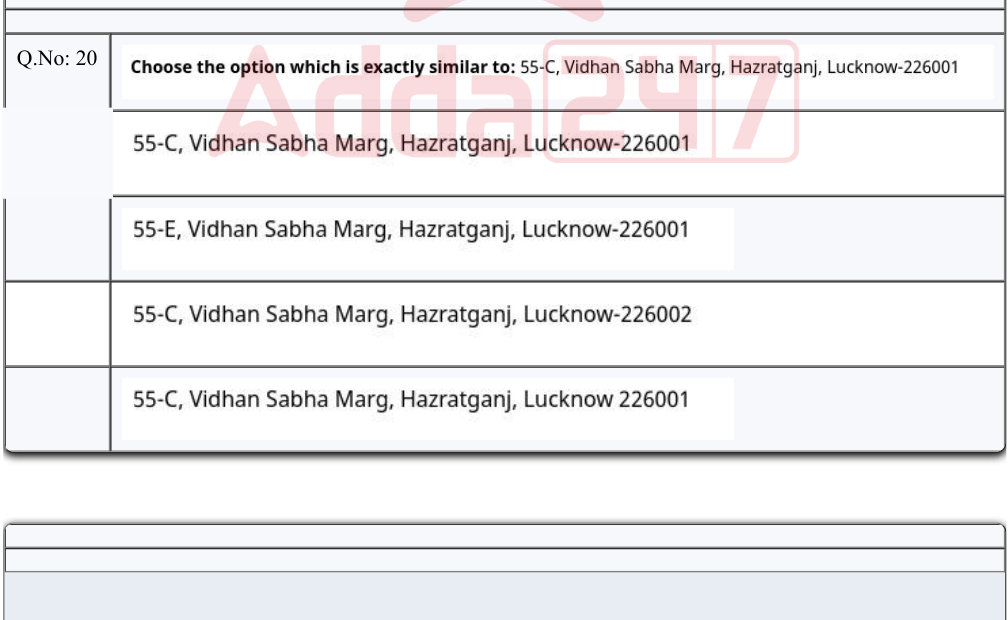 Q.No: 20
Choose the option which is exactly similar to: 55-C, Vidhan Sabha Marg, Hazratganj, Lucknow-226001
55-C, Vidhan Sabha Marg, Hazratganj, Lucknow-226001
55-E, Vidhan Sabha Marg, Hazratganj, Lucknow-226001
55-C, Vidhan Sabha Marg, Hazratganj, Lucknow-226002
55-C, Vidhan Sabha Marg, Hazratganj, Lucknow 226001
Adda247